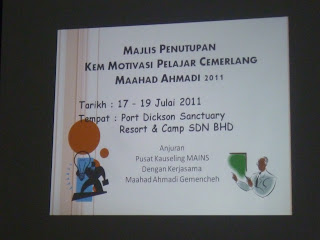 MAJLIS PENUTUPAN
KEM MOTIVASI PELAJAR CEMERLANG
MAAHAD AHMADI 2011
Tarikh : 17 - 19 Julai 2011
Tempat : Port Dickson Sanctuary
Resort & Camp SDN BHD
Anjuran
Pusat Kauseling MAINS
Dengan Kerjasama
Maahad Ahmadi Gemencheh